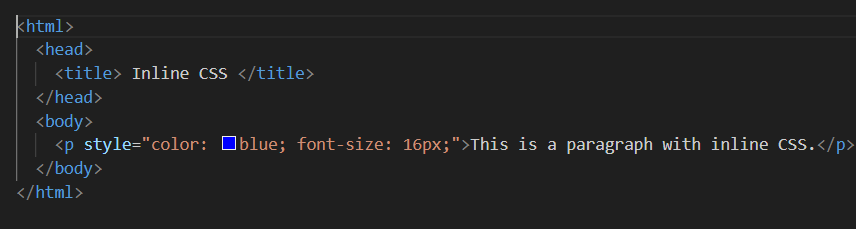 <html>
<head>
<title> Inline CSS </title>
</head>
<body>
<p style="color: blue; font-size: 16px;">This is a paragraph with inline CSS.</p>
</body>
</html>